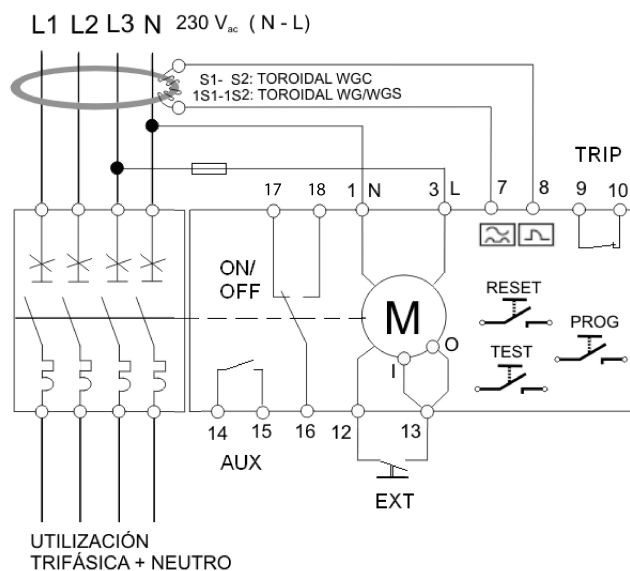 L1 L2 L3 N 230 Vac ( N - L)
S1- S2: TOROIDAL WGC
1S1-1S2: TOROIDAL WG/WGS
TRIP
17 18 1 N 3 L 7 8 9 10
ON/
OFF
M
I
O
RESET
PROG
TEST
14 15 16 12 13
AUX
EXT
UTILIZACIÓN
TRIFÁSICA + NEUTRO